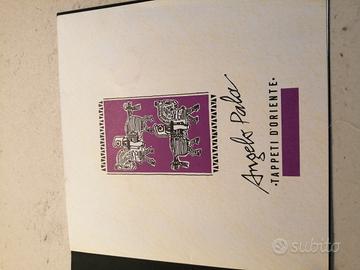 Angelo Pala
·TAPPETI D'ORIENTE·
subito